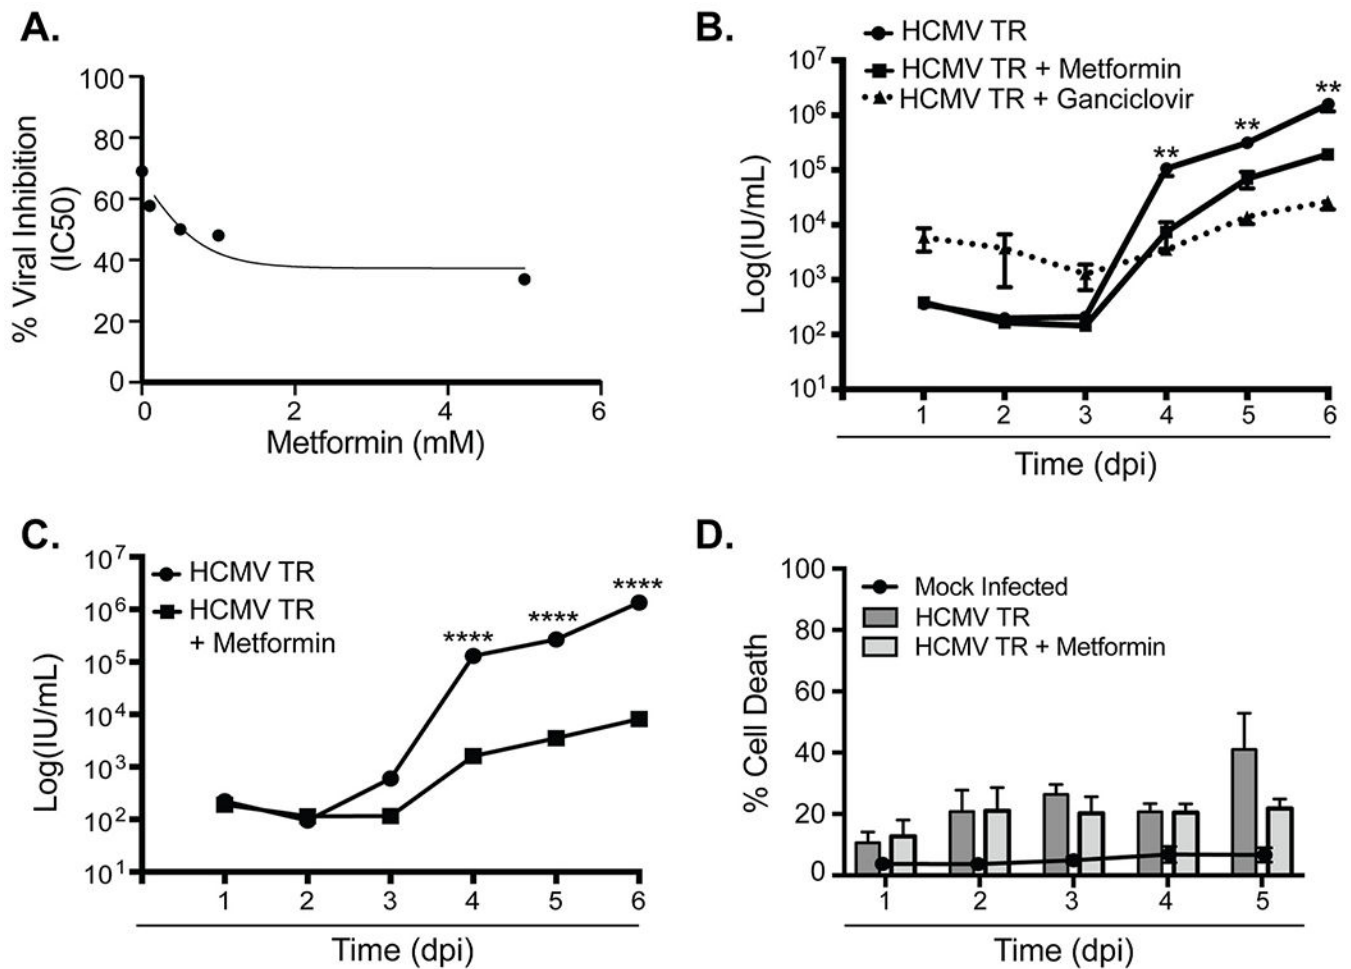 A.
% Viral Inhibition
(IC50)
100
80
60
40
20
0
0 2 4 6
Metformin (mM)
B.
HCMV TR
HCMV TR + Metformin
HCMV TR + Ganciclovir
Log(IU/mL)
10⁷
10⁶
10⁵
10⁴
10³
10²
10¹
** ** **
1 2 3 4 5 6
Time (dpi)
C.
HCMV TR
HCMV TR
+ Metformin
Log(IU/mL)
10⁷
10⁶
10⁵
10⁴
10³
10²
10¹
**** **** ****
1 2 3 4 5 6
Time (dpi)
D.
Mock Infected
HCMV TR
HCMV TR + Metformin
% Cell Death
100
80
60
40
20
0
1 2 3 4 5
Time (dpi)